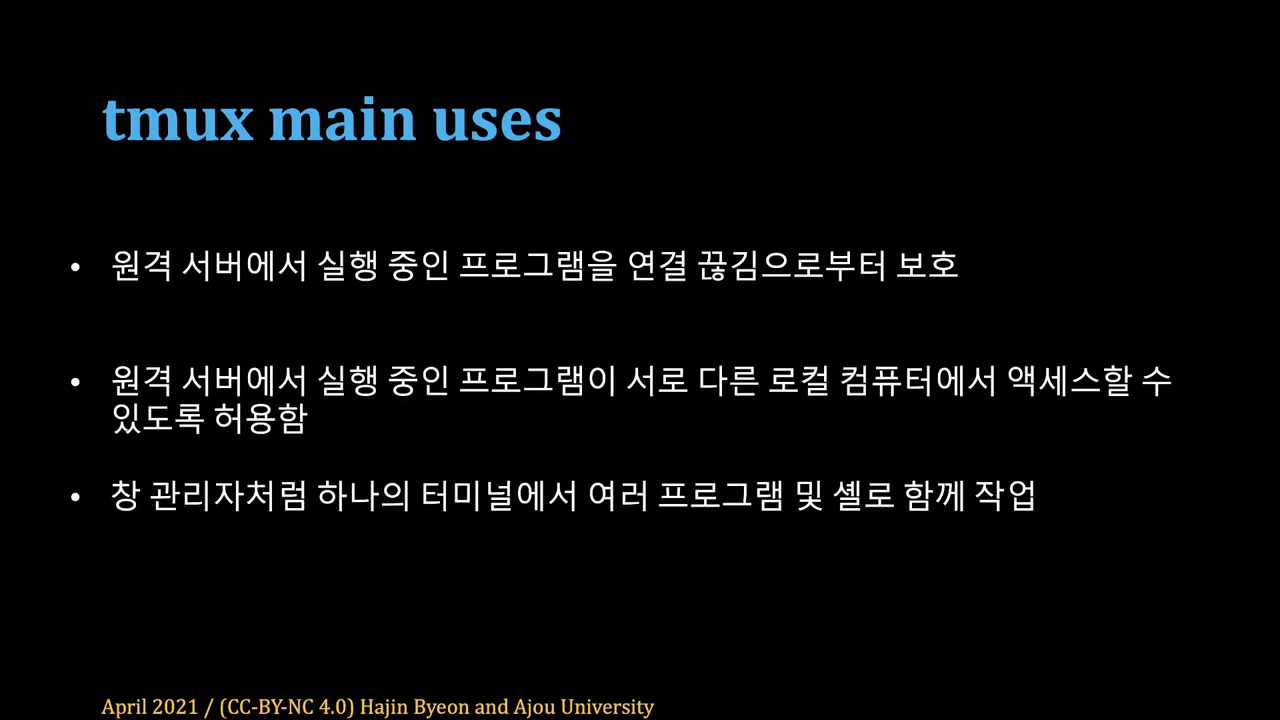 tmux main uses
• 원격 서버에서 실행 중인 프로그램을 연결 끊김으로부터 보호
• 원격 서버에서 실행 중인 프로그램이 서로 다른 로컬 컴퓨터에서 액세스할 수
있도록 허용함
• 창 관리자처럼 하나의 터미널에서 여러 프로그램 및 셸로 함께 작업
April 2021 / (CC-BY-NC 4.0) Hajin Byeon and Ajou University